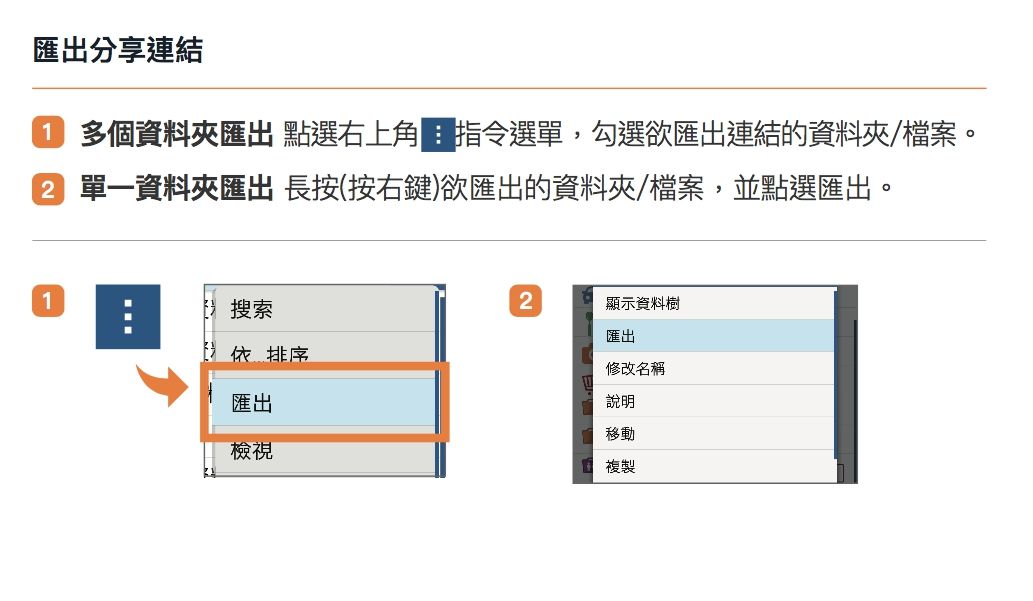 匯出分享連結
1 多個資料夾匯出 點選右上角⋮指令選單，勾選欲匯出連結的資料夾/檔案。
2 單一資料夾匯出 長按(按右鍵)欲匯出的資料夾/檔案，並點選匯出。
1
搜索
依...排序
匯出
檢視
2
顯示資料樹
匯出
修改名稱
說明
移動
複製